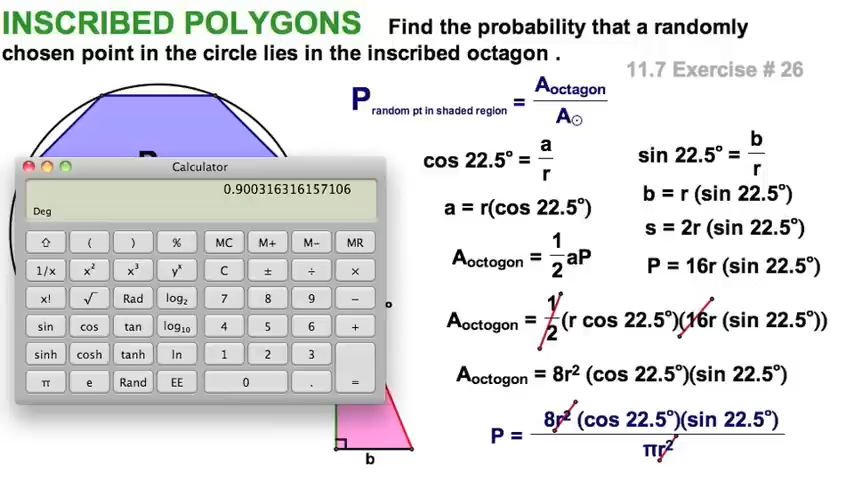 INSCRIBED POLYGONS Find the probability that a randomly
chosen point in the circle lies in the inscribed octagon .
11.7 Exercise # 26
P random pt in shaded region = Aoctagon / A⊙
cos 22.5° = a / r
sin 22.5° = b / r
a = r(cos 22.5°)
b = r (sin 22.5°)
s = 2r (sin 22.5°)
Aoctogon = 1/2 aP
P = 16r (sin 22.5°)
Aoctogon = 1/2 (r cos 22.5°)(16r (sin 22.5°))
Aoctogon = 8r² (cos 22.5°)(sin 22.5°)
P = 8r² (cos 22.5°)(sin 22.5°) / πr²
Calculator
0.900316316157106
Deg
⇧ ( ) % MC M+ M- MR
1/x x² x³ yˣ C ± ÷ ×
x! √ Rad log₂ 7 8 9 −
sin cos tan log₁₀ 4 5 6 +
sinh cosh tanh ln 1 2 3
π e Rand EE 0 . =
b